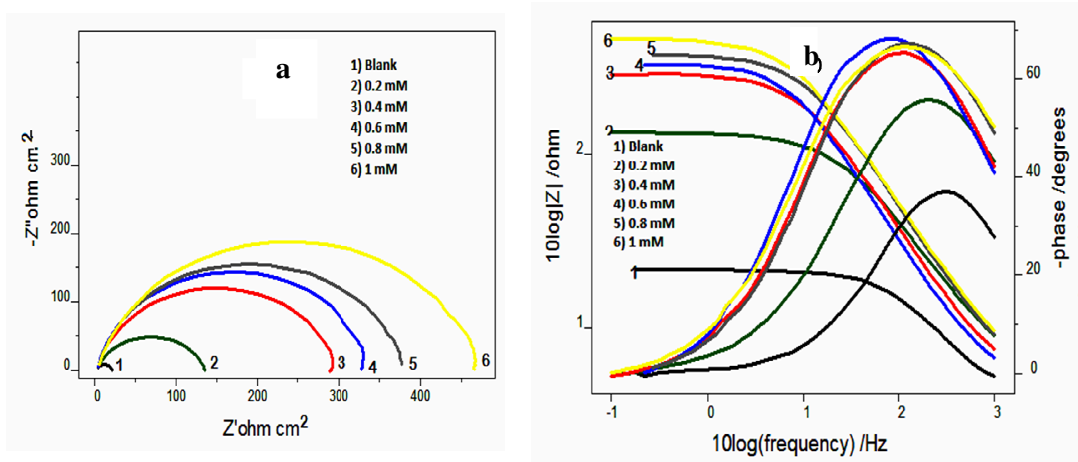 a
1) Blank
2) 0.2 mM
3) 0.4 mM
4) 0.6 mM
5) 0.8 mM
6) 1 mM
-Z''ohm cm2
300
200
100
0
1
2
3
4
5
6
0
100
200
300
400
Z'ohm cm2
b)
6
5
4
3
2
1
1) Blank
2) 0.2 mM
3) 0.4 mM
4) 0.6 mM
5) 0.8 mM
6) 1 mM
10log|Z| /ohm
2
1
-phase /degrees
60
40
20
0
-1
0
1
2
3
10log(frequency) /Hz